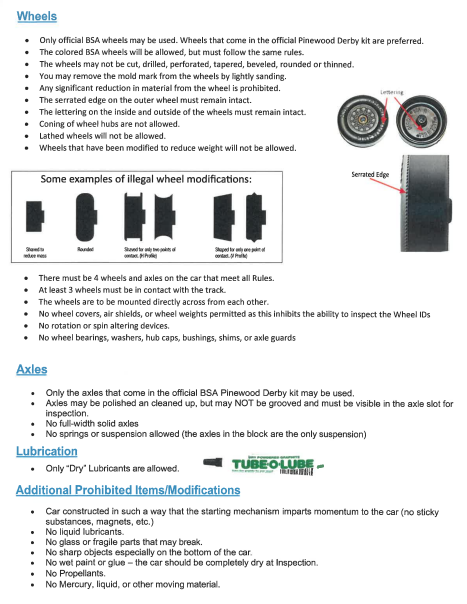 Wheels
• Only official BSA wheels may be used. Wheels that come in the official Pinewood Derby kit are preferred.
• The colored BSA wheels will be allowed, but must follow the same rules.
• The wheels may not be cut, drilled, perforated, tapered, beveled, rounded or thinned.
• You may remove the mold mark from the wheels by lightly sanding.
• Any significant reduction in material from the wheel is prohibited.
• The serrated edge on the outer wheel must remain intact.
• The lettering on the inside and outside of the wheels must remain intact.
• Coning of wheel hubs are not allowed.
• Lathed wheels will not be allowed.
• Wheels that have been modified to reduce weight will not be allowed.
Lettering
Serrated Edge
Some examples of illegal wheel modifications:
Shaved to
reduce mass
Rounded
Shaved for only two points of
contact. (H Profile)
Shaped for only one point of
contact. (V Profile)
• There must be 4 wheels and axles on the car that meet all Rules.
• At least 3 wheels must be in contact with the track.
• The wheels are to be mounted directly across from each other.
• No wheel covers, air shields, or wheel weights permitted as this inhibits the ability to inspect the Wheel IDs
• No rotation or spin altering devices.
• No wheel bearings, washers, hub caps, bushings, shims, or axle guards
Axles
• Only the axles that come in the official BSA Pinewood Derby kit may be used.
• Axles may be polished an cleaned up, but may NOT be grooved and must be visible in the axle slot for
inspection.
• No full-width solid axles
• No springs or suspension allowed (the axles in the block are the only suspension)
Lubrication
• Only “Dry” Lubricants are allowed.
TUBE-O-LUBE
Additional Prohibited Items/Modifications
• Car constructed in such a way that the starting mechanism imparts momentum to the car (no sticky
substances, magnets, etc.)
• No liquid lubricants.
• No glass or fragile parts that may break.
• No sharp objects especially on the bottom of the car.
• No wet paint or glue – the car should be completely dry at Inspection.
• No Propellants.
• No Mercury, liquid, or other moving material.